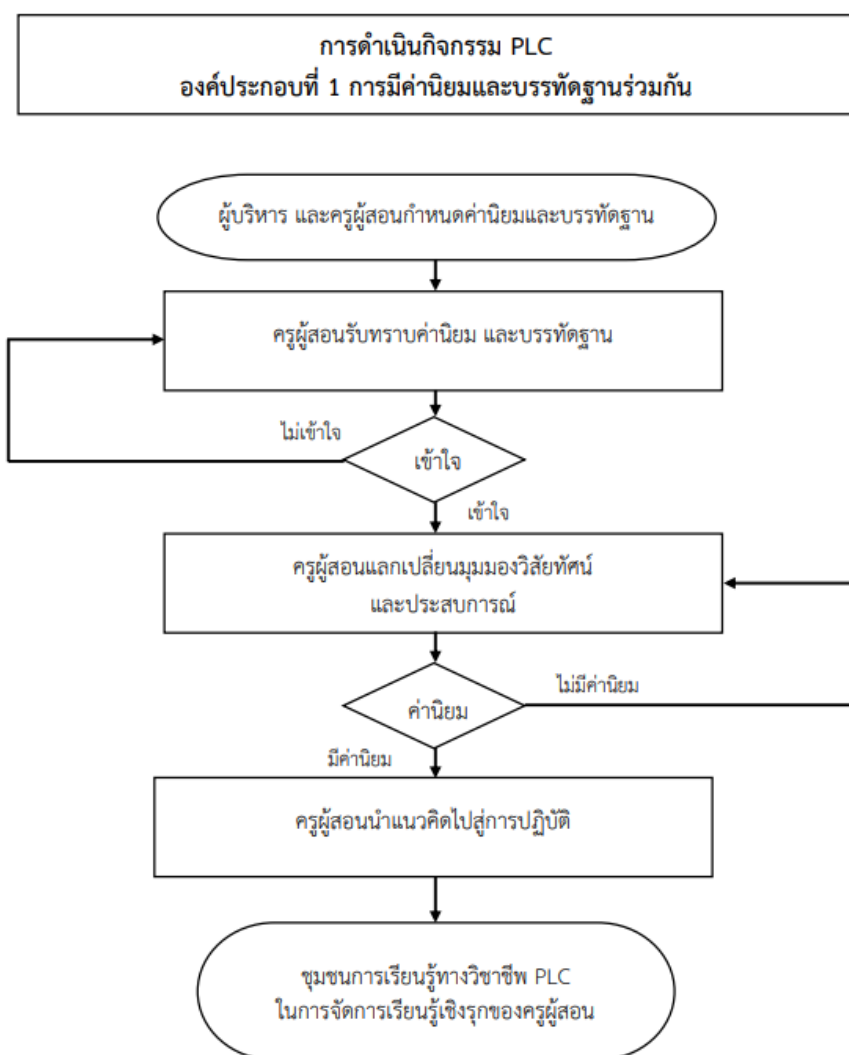 การดำเนินกิจกรรม PLC
องค์ประกอบที่ 1 การมีค่านิยมและบรรทัดฐานร่วมกัน
ผู้บริหาร และครูผู้สอนกำหนดค่านิยมและบรรทัดฐาน
ครูผู้สอนรับทราบค่านิยม และบรรทัดฐาน
ไม่เข้าใจ
เข้าใจ
เข้าใจ
ครูผู้สอนแลกเปลี่ยนมุมมองวิสัยทัศน์
และประสบการณ์
ไม่มีค่านิยม
ค่านิยม
มีค่านิยม
ครูผู้สอนนำแนวคิดไปสู่การปฏิบัติ
ชุมชนการเรียนรู้ทางวิชาชีพ PLC
ในการจัดการเรียนรู้เชิงรุกของครูผู้สอน